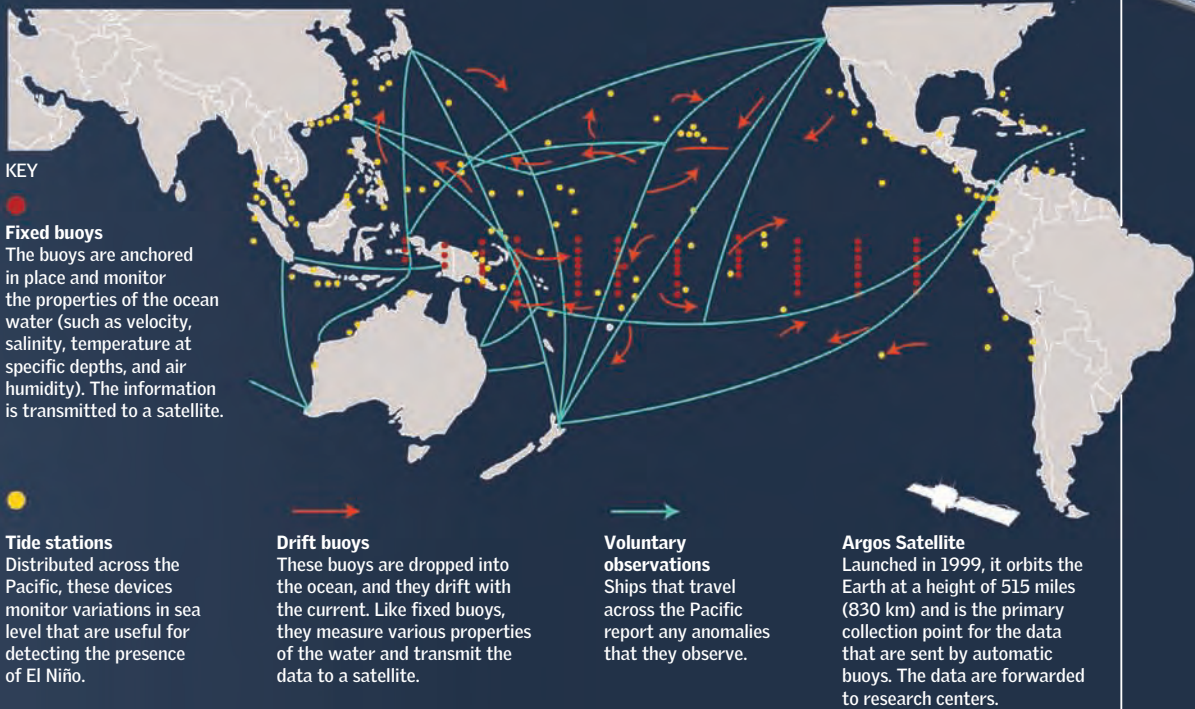 KEY
Fixed buoys
The buoys are anchored
in place and monitor
the properties of the ocean
water (such as velocity,
salinity, temperature at
specific depths, and air
humidity). The information
is transmitted to a satellite.
Tide stations
Distributed across the
Pacific, these devices
monitor variations in sea
level that are useful for
detecting the presence
of El Niño.
Drift buoys
These buoys are dropped into
the ocean, and they drift with
the current. Like fixed buoys,
they measure various properties
of the water and transmit the
data to a satellite.
Voluntary
observations
Ships that travel
across the Pacific
report any anomalies
that they observe.
Argos Satellite
Launched in 1999, it orbits the
Earth at a height of 515 miles
(830 km) and is the primary
collection point for the data
that are sent by automatic
buoys. The data are forwarded
to research centers.